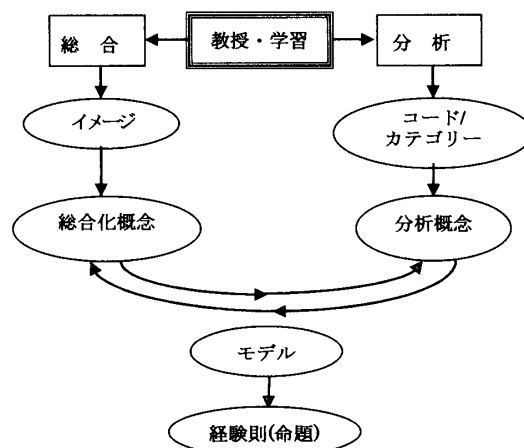 総 合
教授・学習
分 析
イメージ
コード/
カテゴリー
総合化概念
分析概念
モデル
経験則(命題)